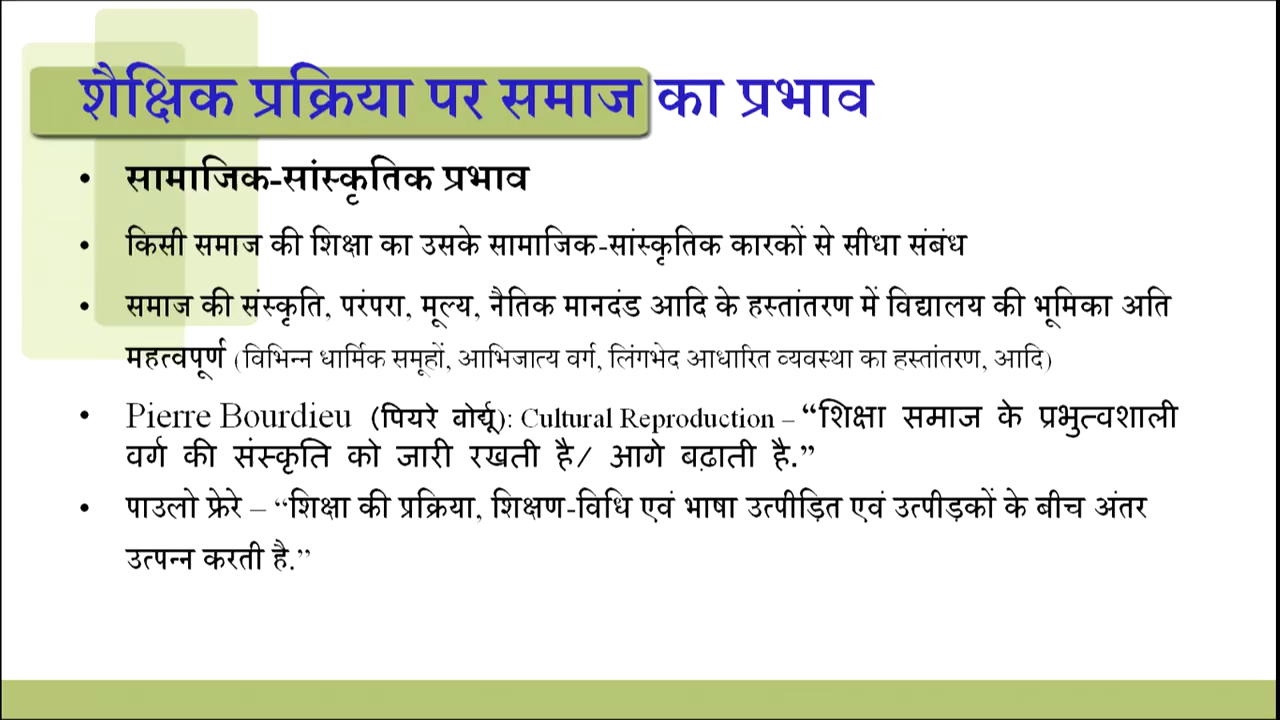 शैक्षिक प्रक्रिया पर समाज का प्रभाव
• सामाजिक-सांस्कृतिक प्रभाव
• किसी समाज की शिक्षा का उसके सामाजिक-सांस्कृतिक कारकों से सीधा संबंध
• समाज की संस्कृति, परंपरा, मूल्य, नैतिक मानदंड आदि के हस्तांतरण में विद्यालय की भूमिका अति
महत्वपूर्ण (विभिन्न धार्मिक समूहों, आभिजात्य वर्ग, लिंगभेद आधारित व्यवस्था का हस्तांतरण, आदि)
• Pierre Bourdieu (पियरे वोर्द्यू): Cultural Reproduction – “शिक्षा समाज के प्रभुत्वशाली
वर्ग की संस्कृति को जारी रखती है/ आगे बढ़ाती है.”
• पाउलो फ्रेरे – “शिक्षा की प्रक्रिया, शिक्षण-विधि एवं भाषा उत्पीड़ित एवं उत्पीड़कों के बीच अंतर
उत्पन्न करती है.”